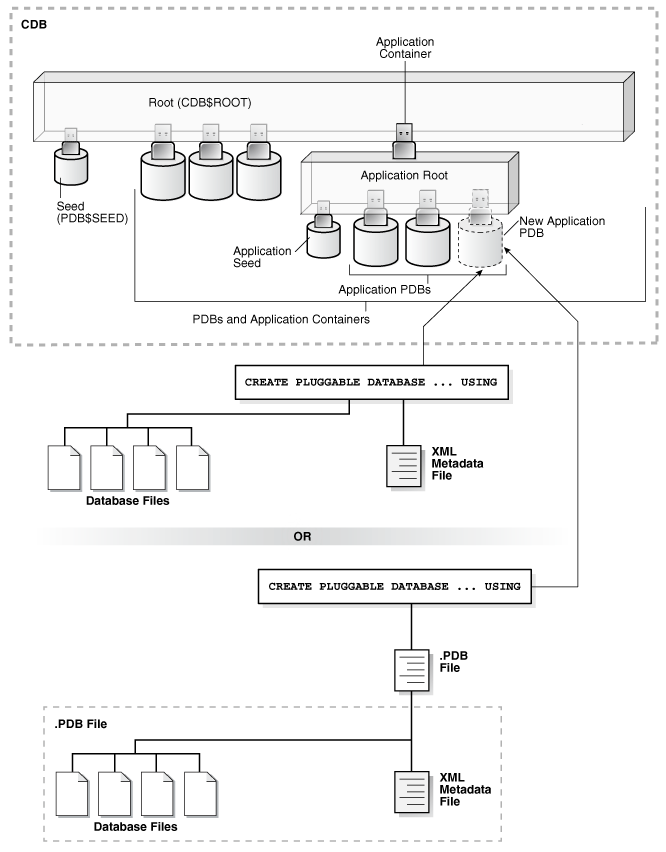 CDB
Application
Container
Root (CDB$ROOT)
Application Root
Seed
(PDB$SEED)
New Application
PDB
Application
Seed
Application PDBs
PDBs and Application Containers
CREATE PLUGGABLE DATABASE ... USING
XML
Metadata
File
Database Files
OR
CREATE PLUGGABLE DATABASE ... USING
.PDB
File
.PDB File
XML
Metadata
File
Database Files